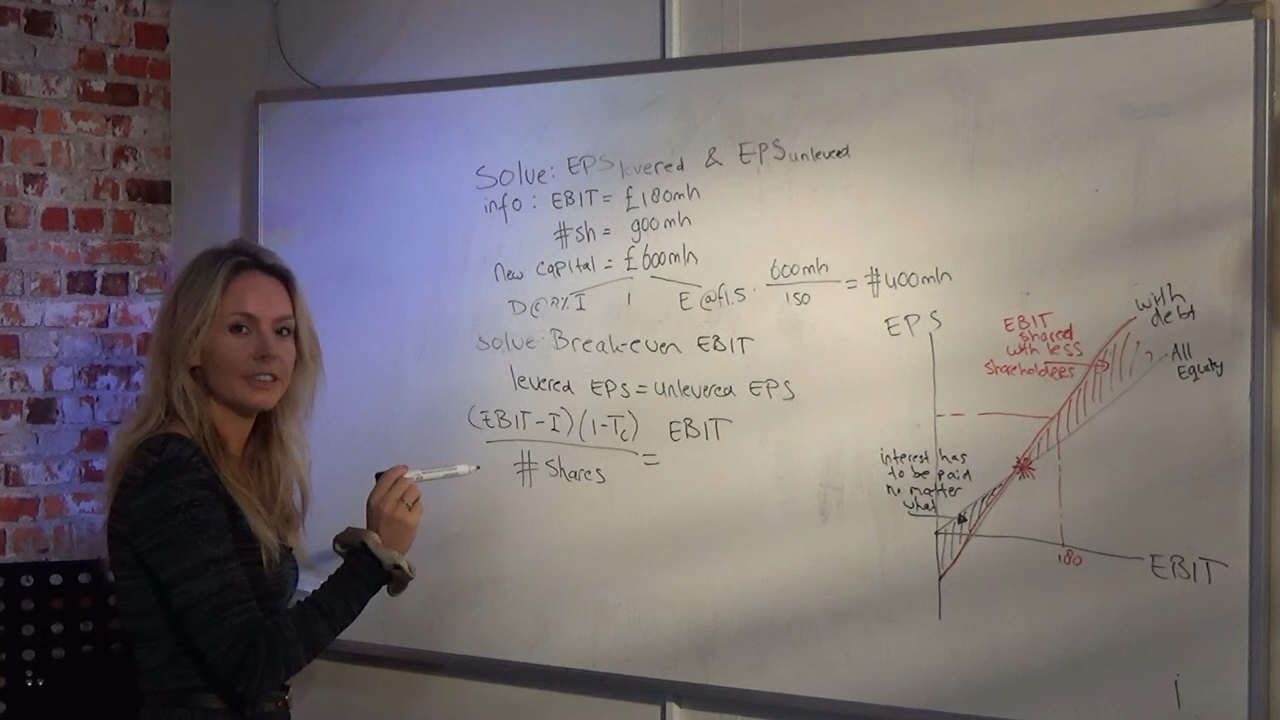 Solve: EPS levered & EPS unlevered
info: EBIT = £180mln
#sh = 900mln
New Capital = £600mln
I E@£1.5. 600mln / 150 = #400mln
solve: Break-even EBIT
levered EPS = unlevered EPS
(EBIT-I)(1-Tc) / # Shares = EBIT
EPS
EBIT
shared
with less
shareholders
with
debt
All
Equity
interest has
to be paid
no matter
what
180
EBIT